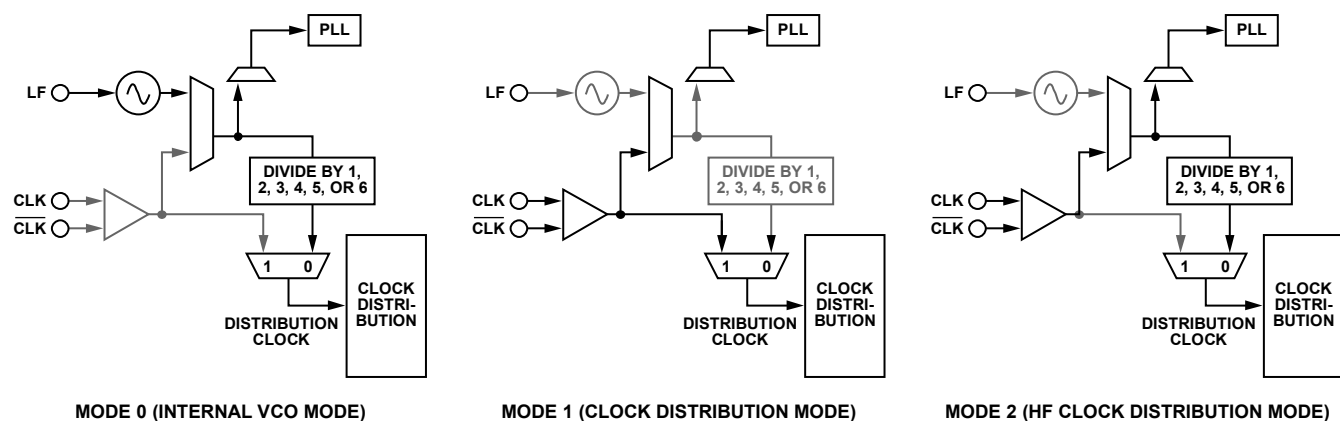 PLL
LF
DIVIDE BY 1,
2, 3, 4, 5, OR 6
CLK
CLK
1 0
CLOCK
DISTRI-
BUTION
DISTRIBUTION
CLOCK
MODE 0 (INTERNAL VCO MODE)
PLL
LF
DIVIDE BY 1,
2, 3, 4, 5, OR 6
CLK
CLK
1 0
CLOCK
DISTRI-
BUTION
DISTRIBUTION
CLOCK
MODE 1 (CLOCK DISTRIBUTION MODE)
PLL
LF
DIVIDE BY 1,
2, 3, 4, 5, OR 6
CLK
CLK
1 0
CLOCK
DISTRI-
BUTION
DISTRIBUTION
CLOCK
MODE 2 (HF CLOCK DISTRIBUTION MODE)